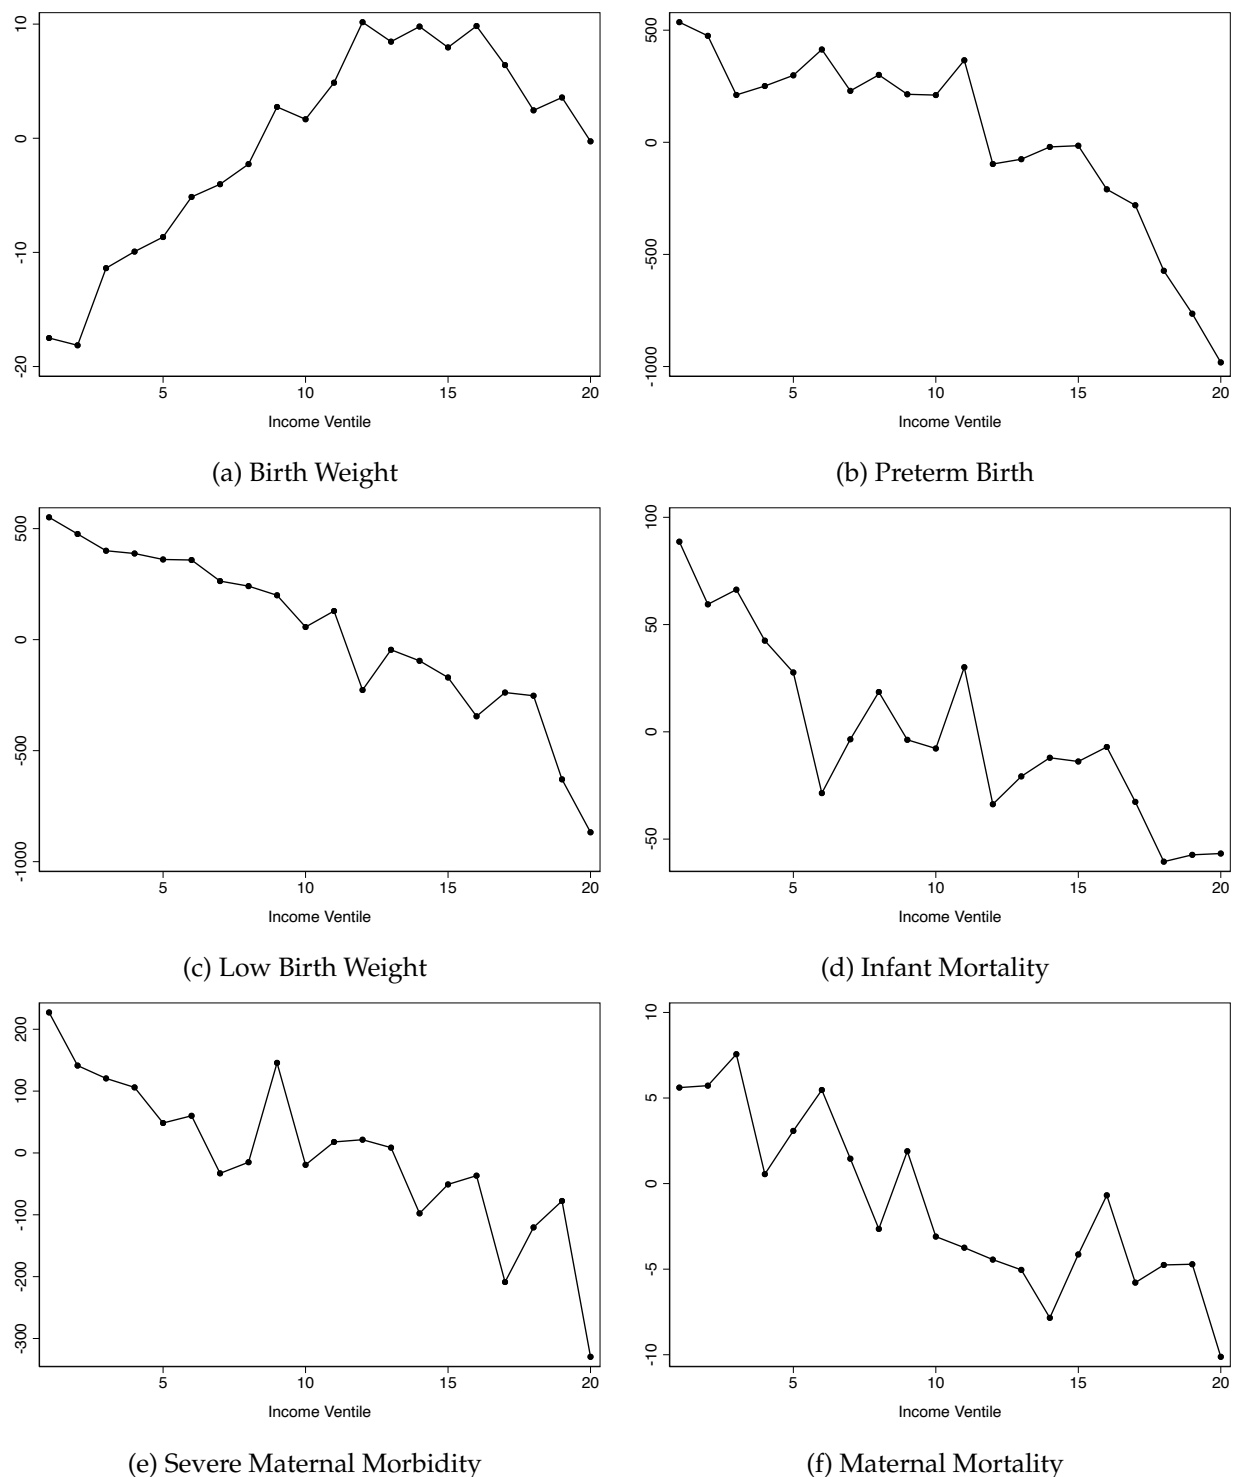 10
0
-10
-20
5 10 15 20
Income Ventile
(a) Birth Weight
500
0
-500
-1000
5 10 15 20
Income Ventile
(b) Preterm Birth
500
0
-500
-1000
5 10 15 20
Income Ventile
(c) Low Birth Weight
100
50
0
-50
5 10 15 20
Income Ventile
(d) Infant Mortality
200
100
0
-100
-200
-300
5 10 15 20
Income Ventile
(e) Severe Maternal Morbidity
10
5
0
-5
-10
5 10 15 20
Income Ventile
(f) Maternal Mortality